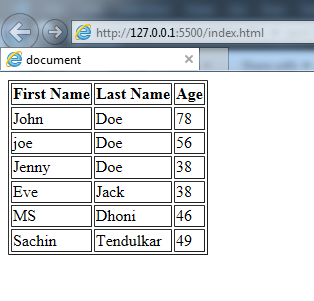 http://127.0.0.1:5500/index.html
document
First Name Last Name Age
John Doe 78
joe Doe 56
Jenny Doe 38
Eve Jack 38
MS Dhoni 46
Sachin Tendulkar 49